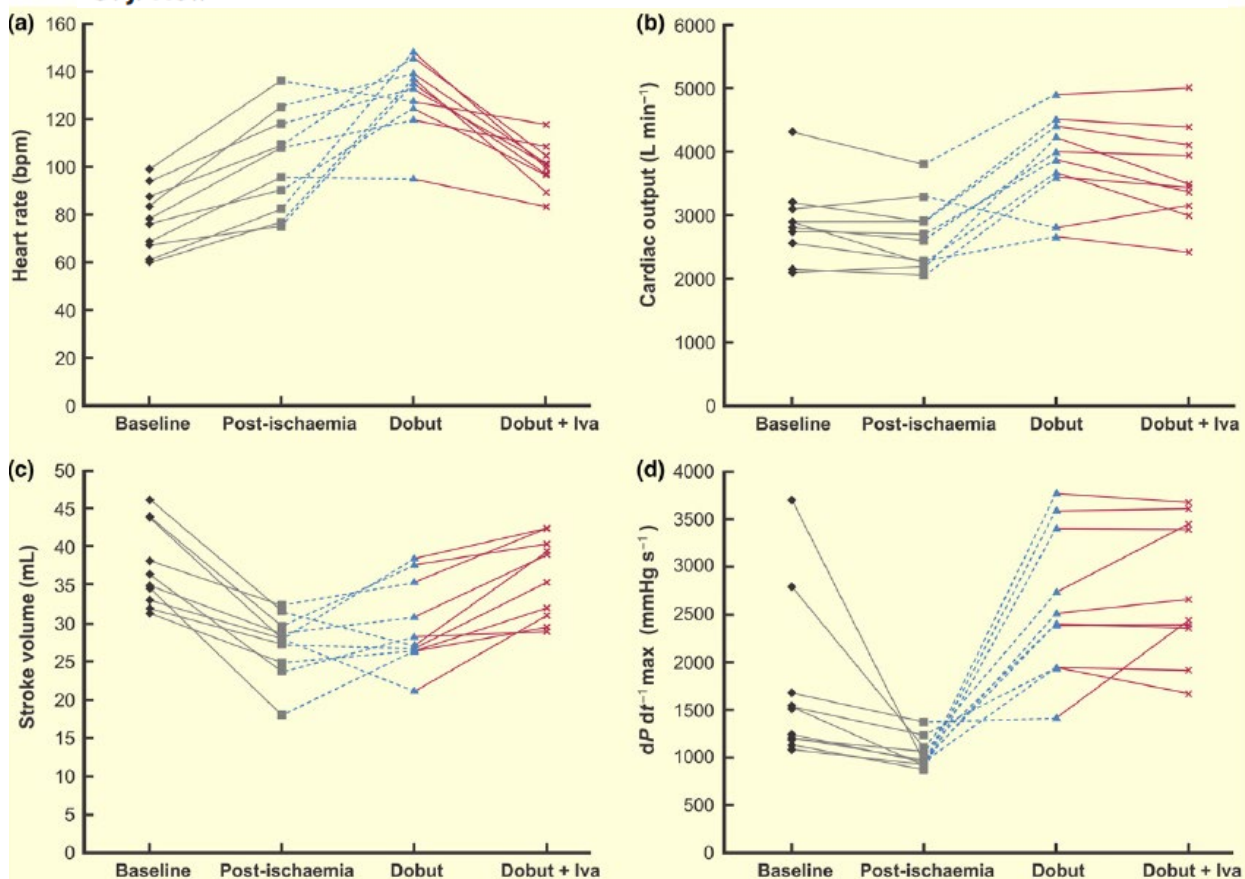 (a)
Heart rate (bpm)
160
140
120
100
80
60
40
20
0
Baseline
Post-ischaemia
Dobut
Dobut + Iva
(b)
Cardiac output (L min⁻¹)
6000
5000
4000
3000
2000
1000
0
Baseline
Post-ischaemia
Dobut
Dobut + Iva
(c)
Stroke volume (mL)
50
45
40
35
30
25
20
15
10
5
0
Baseline
Post-ischaemia
Dobut
Dobut + Iva
(d)
dP dt⁻¹ max (mmHg s⁻¹)
4000
3500
3000
2500
2000
1500
1000
500
0
Baseline
Post-ischaemia
Dobut
Dobut + Iva